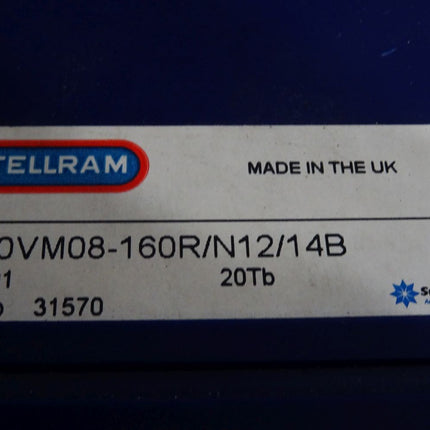 TELLRAM
MADE IN THE UK
0VM08-160R/N12/14B
1
20Tb
31570